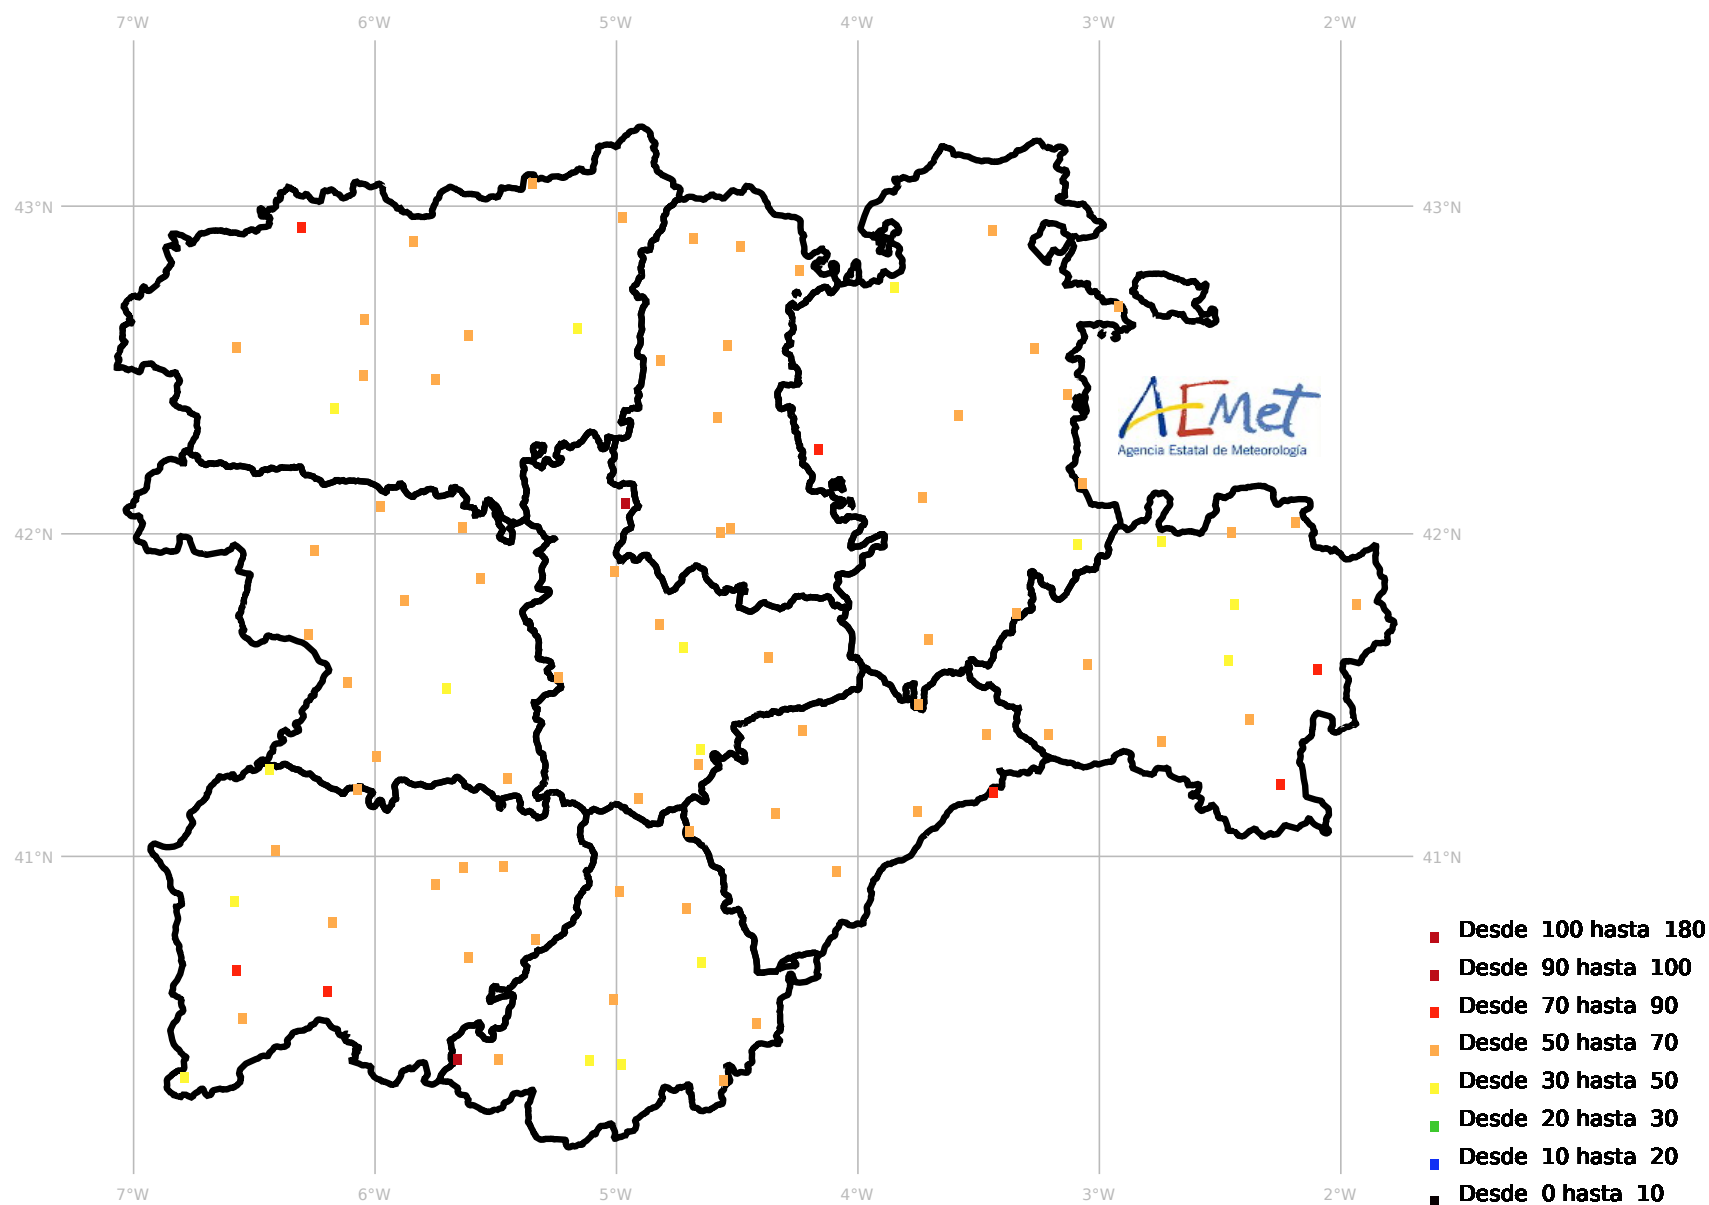 7°W 6°W 5°W 4°W 3°W 2°W
43°N 43°N
AEMet
Agencia Estatal de Meteorología
42°N 42°N
41°N 41°N
Desde 100 hasta 180
Desde 90 hasta 100
Desde 70 hasta 90
Desde 50 hasta 70
Desde 30 hasta 50
Desde 20 hasta 30
Desde 10 hasta 20
Desde 0 hasta 10
7°W 6°W 5°W 4°W 3°W 2°W